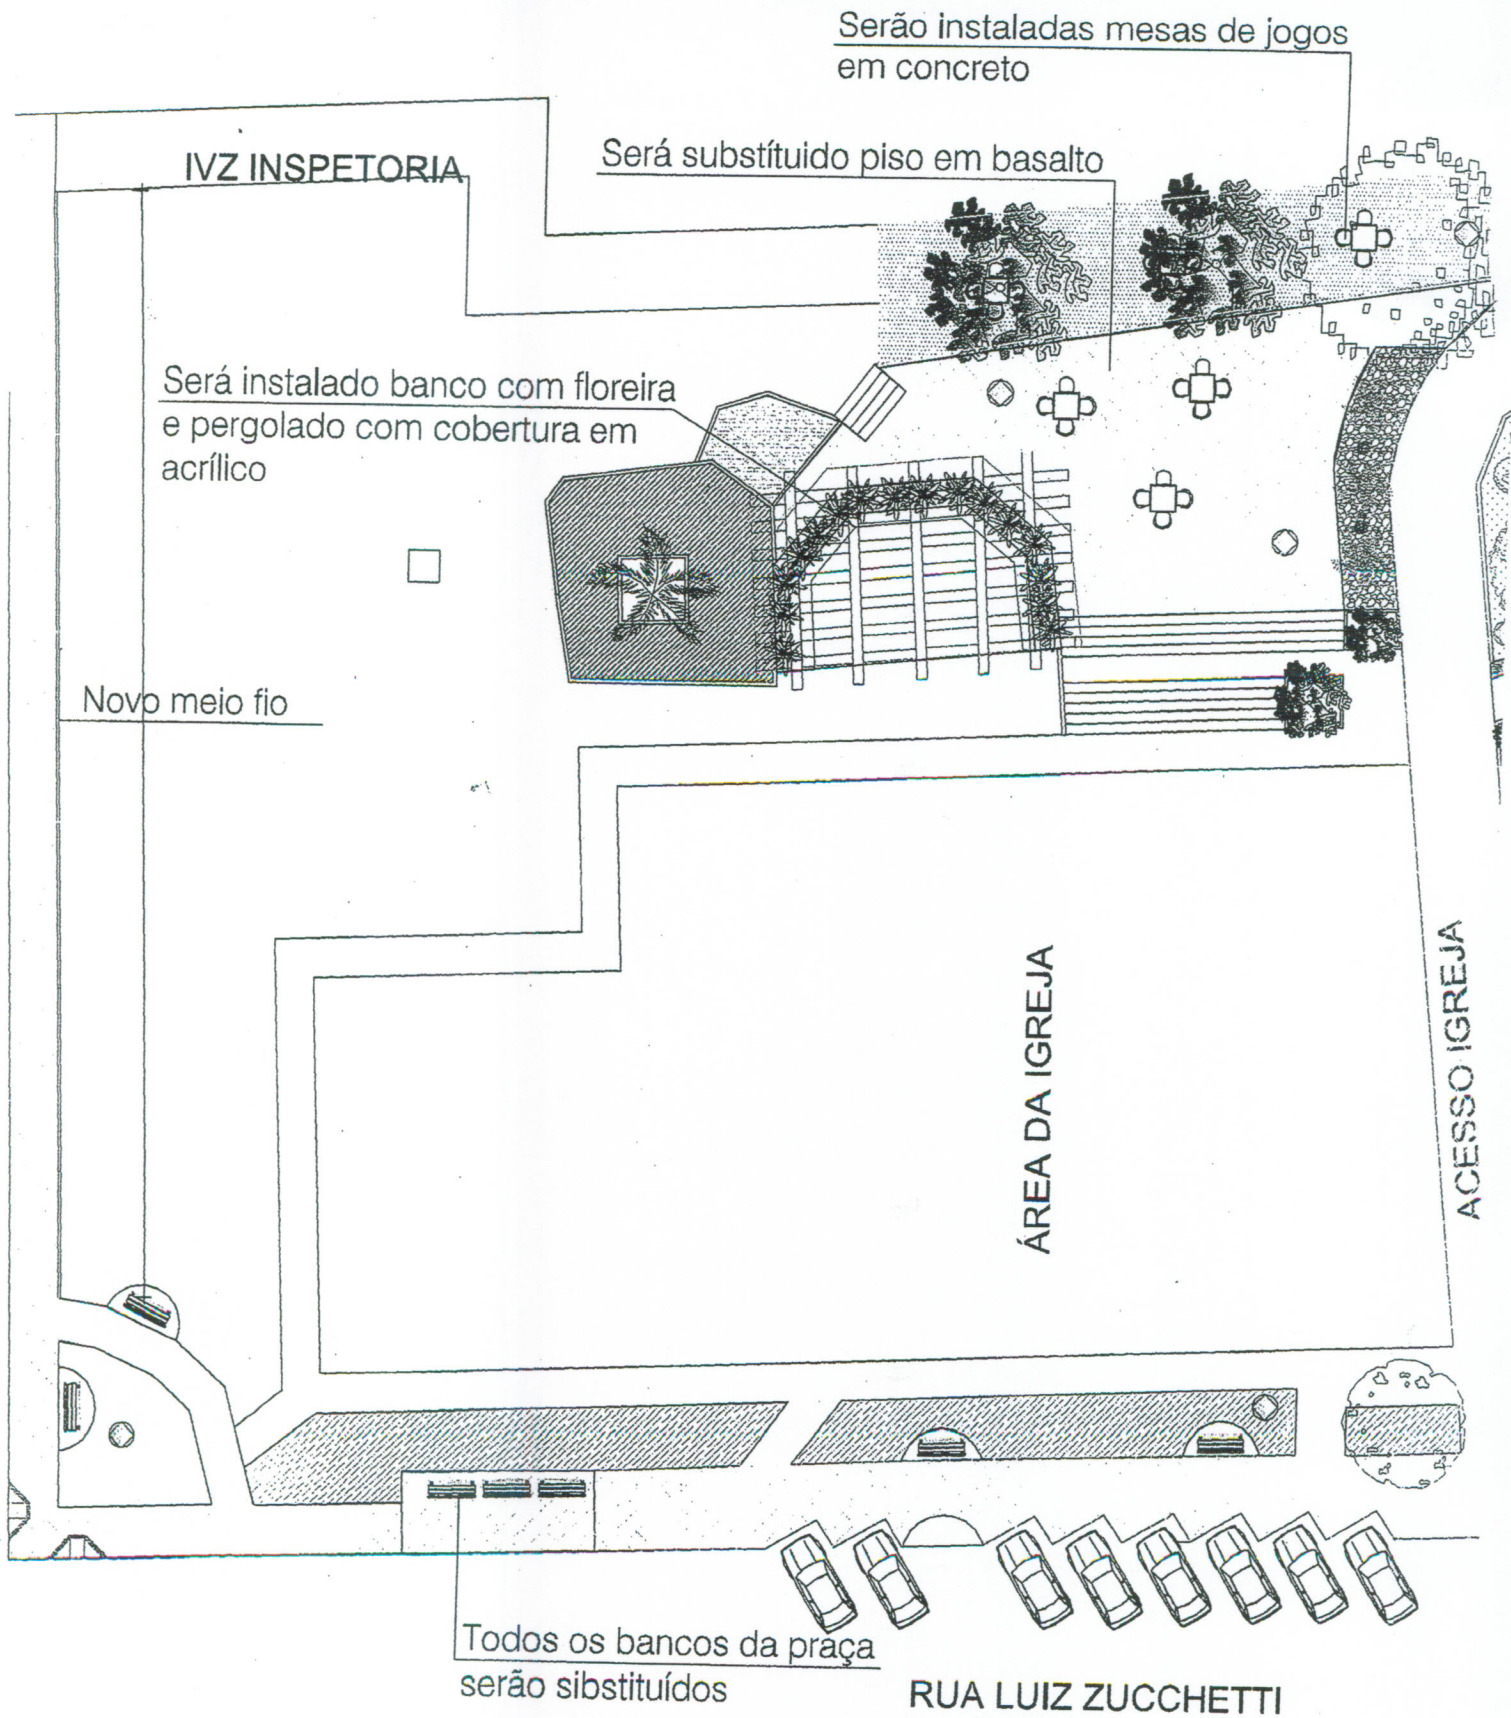 Serão instaladas mesas de jogos
em concreto
IVZ INSPETORIA
Será substítuido piso em basalto
Será instalado banco com floreira
e pergolado com cobertura em
acrílico
Novo meio fio
ÁREA DA IGREJA
ACESSO IGREJA
Todos os bancos da praça
serão sibstituídos
RUA LUIZ ZUCCHETTI